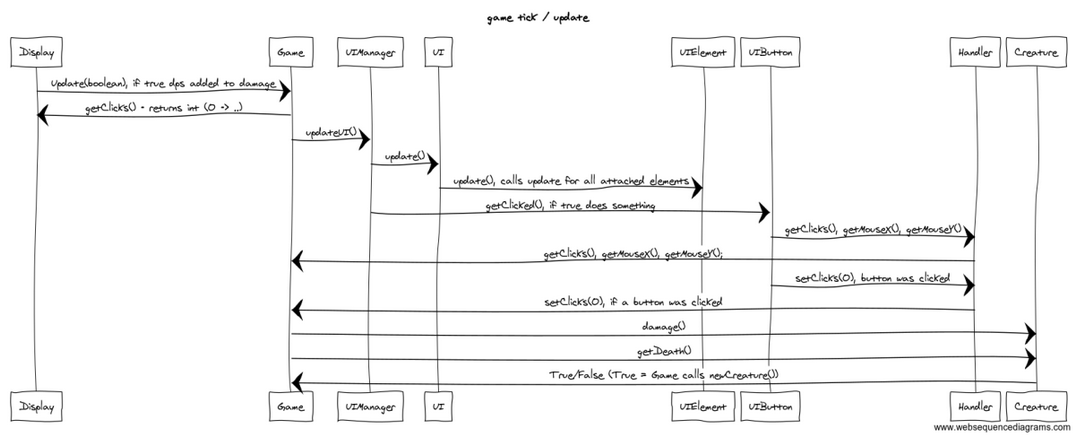 game tick / update
Display Game UIManager UI UIElement UIButton Handler Creature
Update(boolean), if true dps added to damage
getClicks() - returns int (0 -> ..)
updateUI()
update()
update(), calls update for all attached elements
getClicked(), if true does something
getClicks(), getMouseX(), getMouseY()
getClicks(), getMouseX(), getMouseY();
setClicks(0), button was clicked
setClicks(0), if a button was clicked
damage()
getDeath()
True/False (True = Game calls newCreature())
Display Game UIManager UI UIElement UIButton Handler Creature
www.websequencediagrams.com